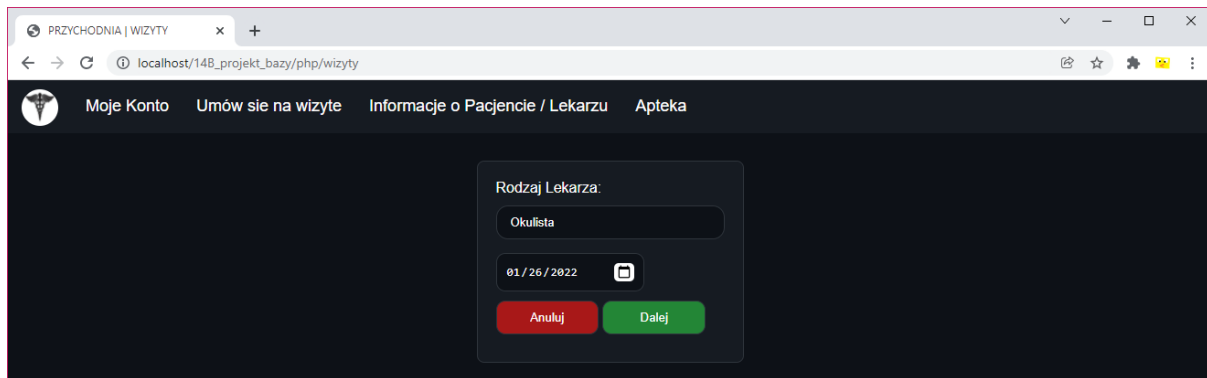 PRZYCHODNIA | WIZYTY
localhost/14B_projekt_bazy/php/wizyty
Moje Konto Umów sie na wizyte Informacje o Pacjencie / Lekarzu Apteka
Rodzaj Lekarza:
Okulista
01/26/2022
Anuluj Dalej